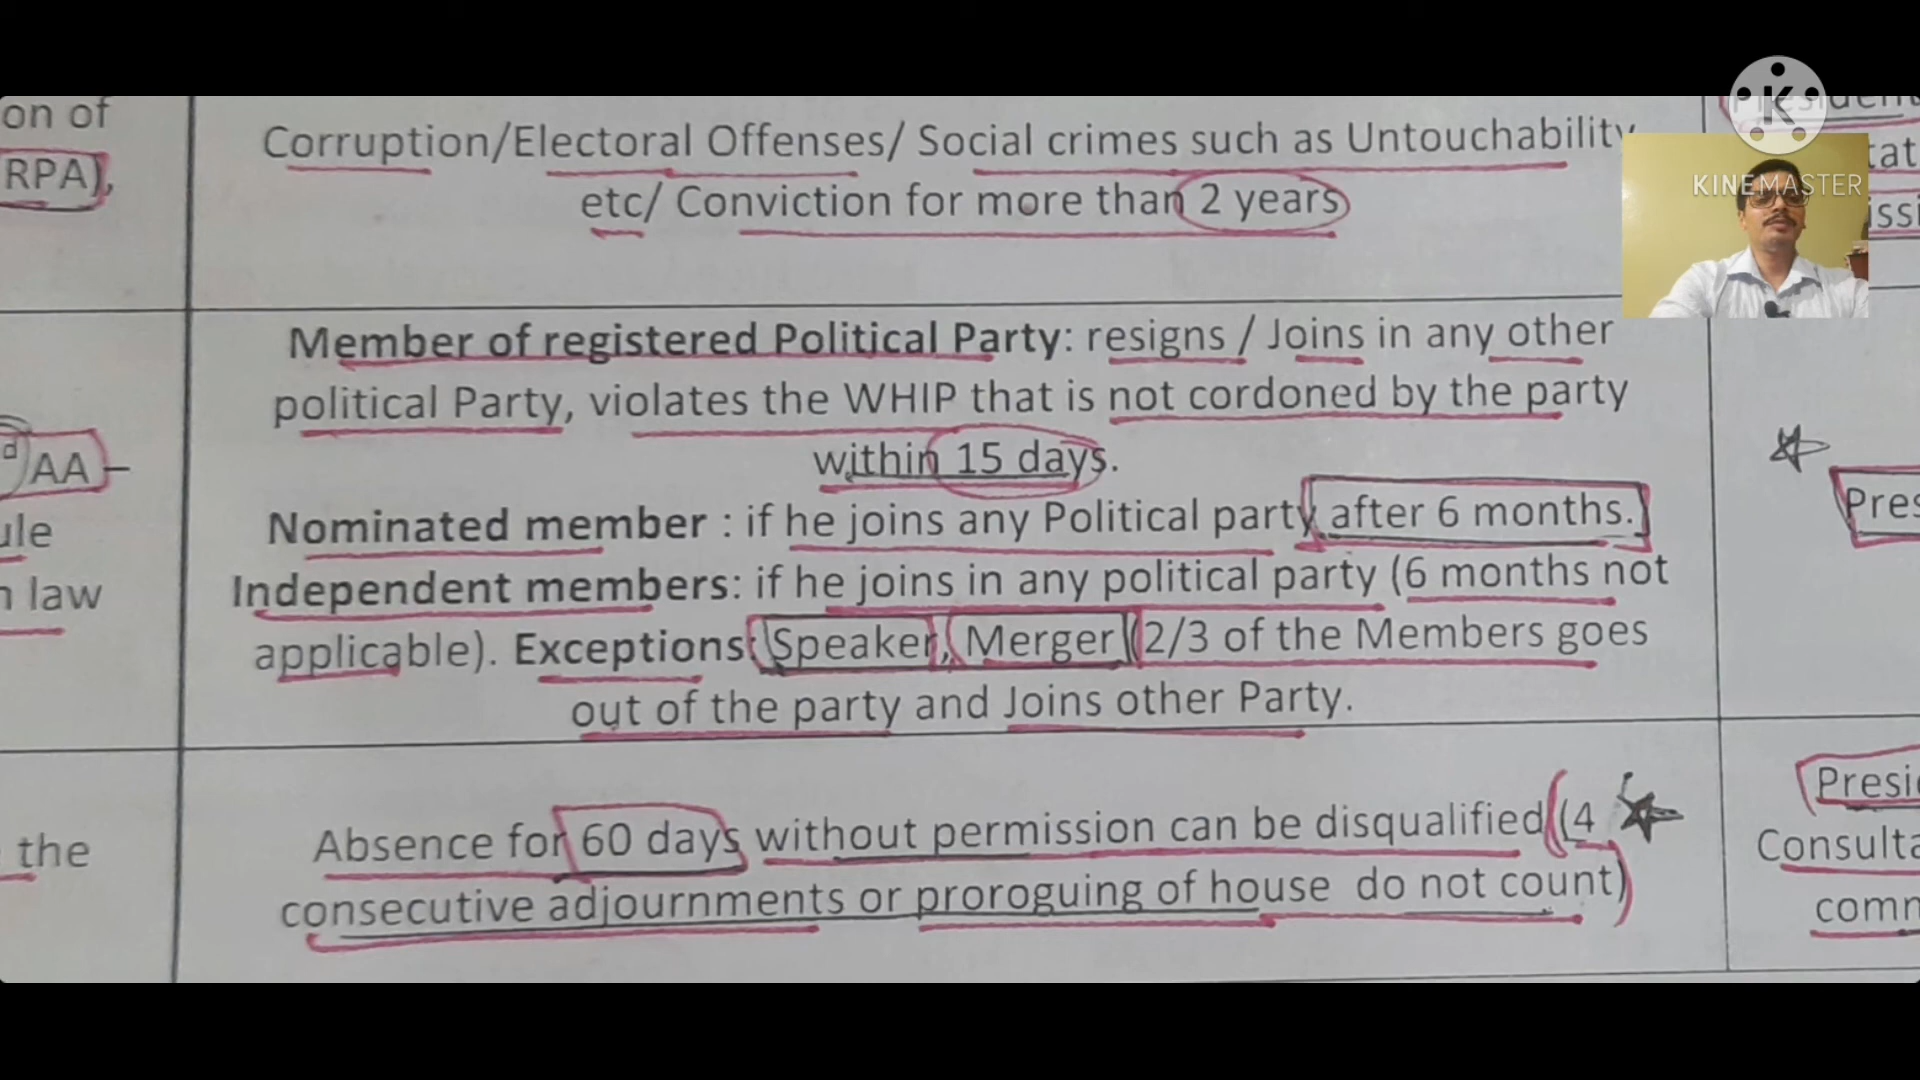 on of
RPA),
Corruption/Electoral Offenses/ Social crimes such as Untouchability
etc/ Conviction for more than 2 years
KINEMASTER
Member of registered Political Party: resigns / Joins in any other
political Party, violates the WHIP that is not cordoned by the party
within 15 days.
Nominated member : if he joins any Political party after 6 months.
Independent members: if he joins in any political party (6 months not
applicable). Exceptions: Speaker, Merger (2/3 of the Members goes
out of the party and Joins other Party.
d AA –
ule
n law
Pres
the
Absence for 60 days without permission can be disqualified (4
consecutive adjournments or proroguing of house do not count)
Presi
Consulta
comm